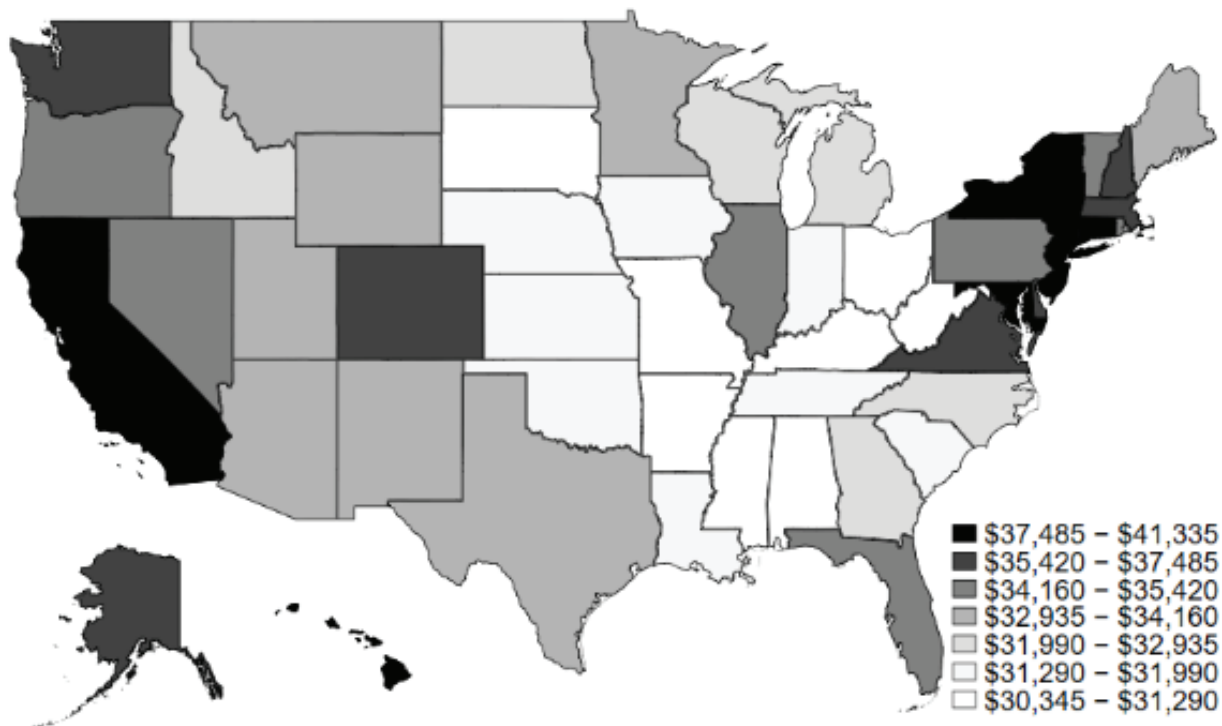 $37,485 – $41,335
$35,420 – $37,485
$34,160 – $35,420
$32,935 – $34,160
$31,990 – $32,935
$31,290 – $31,990
$30,345 – $31,290